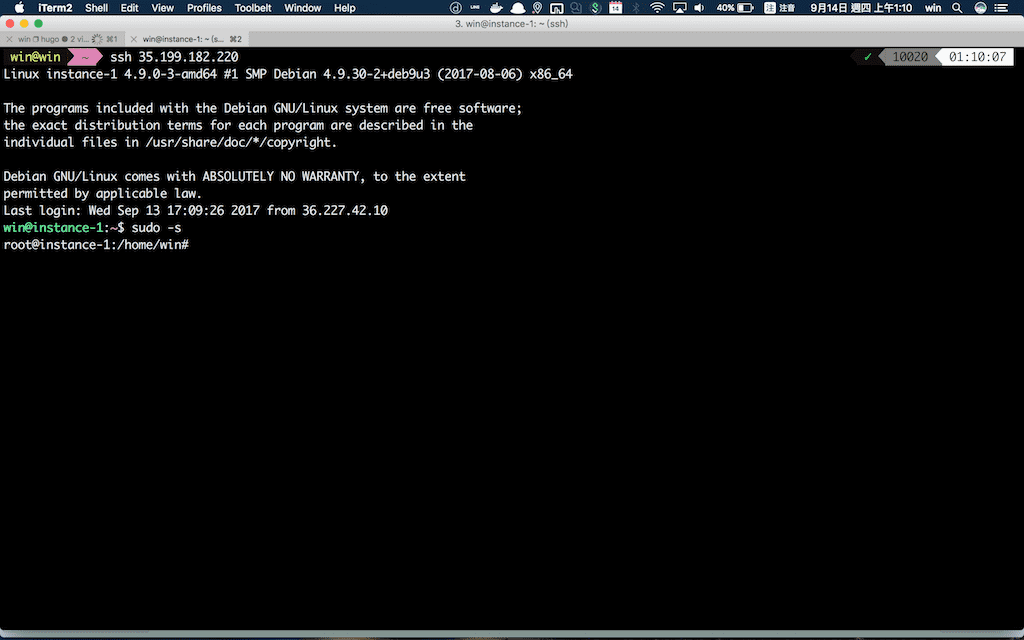 iTerm2 Shell Edit View Profiles Toolbelt Window Help 40% 注 注音 9月14日 週四 上午1:10 win
3. win@instance-1: ~ (ssh)
win hugo 2 vi... ⌘1 win@instance-1: ~ (s... ⌘2
win@win ~ ssh 35.199.182.220 ✓ 10020 01:10:07
Linux instance-1 4.9.0-3-amd64 #1 SMP Debian 4.9.30-2+deb9u3 (2017-08-06) x86_64
The programs included with the Debian GNU/Linux system are free software;
the exact distribution terms for each program are described in the
individual files in /usr/share/doc/*/copyright.
Debian GNU/Linux comes with ABSOLUTELY NO WARRANTY, to the extent
permitted by applicable law.
Last login: Wed Sep 13 17:09:26 2017 from 36.227.42.10
win@instance-1:~$ sudo -s
root@instance-1:/home/win#